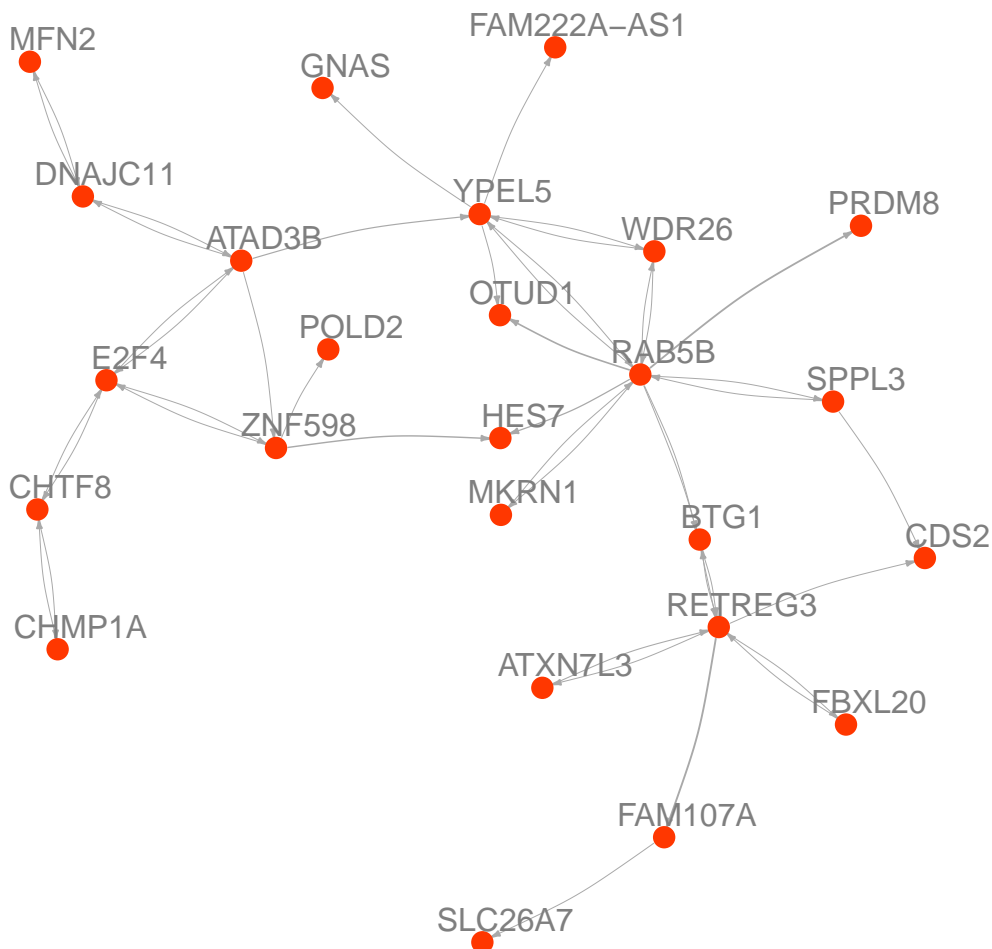 FAM222A−AS1
MFN2
GNAS
DNAJC11
YPEL5
PRDM8
WDR26
ATAD3B
OTUD1
POLD2
RAB5B
E2F4
SPPL3
HES7
ZNF598
CHTF8
MKRN1
BTG1
CDS2
RETREG3
CHMP1A
ATXN7L3
FBXL20
FAM107A
SLC26A7